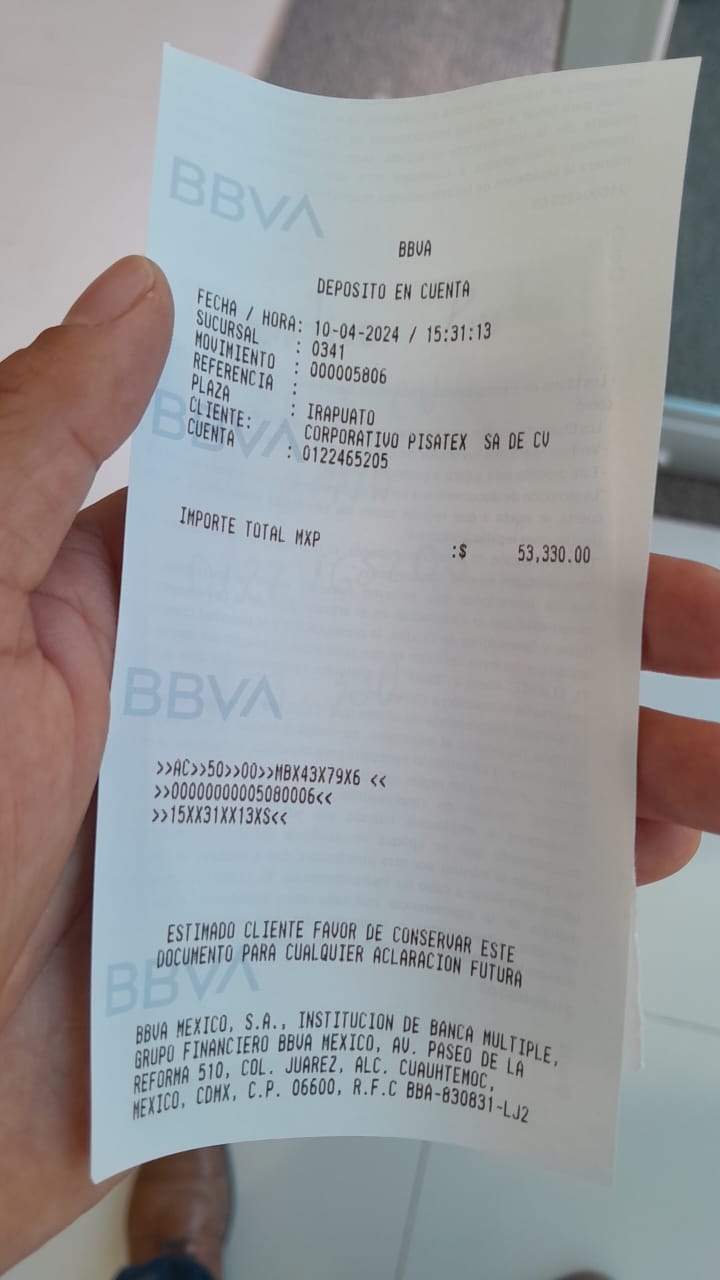 BBVA
BBVA
DEPOSITO EN CUENTA
FECHA / HORA: 10-04-2024 / 15:31:13
SUCURSAL : 0341
MOVIMIENTO : 000005806
REFERENCIA :
PLAZA : IRAPUATO
CLIENTE: CORPORATIVO PISATEX SA DE CV
CUENTA : 0122465205
BBVA
IMPORTE TOTAL MXP :$ 53,330.00
BBVA
>>AC>>50>>00>>MBX43X79X6 <<
>>00000000005080006<<
>>15XX31XX13XS<<
ESTIMADO CLIENTE FAVOR DE CONSERVAR ESTE
DOCUMENTO PARA CUALQUIER ACLARACION FUTURA
BBVA
BBVA MEXICO, S.A., INSTITUCION DE BANCA MULTIPLE,
GRUPO FINANCIERO BBVA MEXICO, AV. PASEO DE LA
REFORMA 510, COL. JUAREZ, ALC. CUAUHTEMOC,
MEXICO, CDMX, C.P. 06600, R.F.C BBA-830831-LJ2